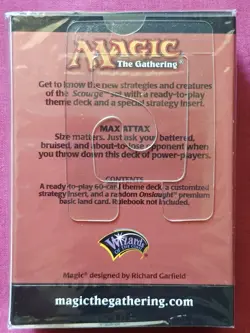 MAGIC
The Gathering®
Get to know the new strategies and creatures
of the Scourge™ set with a ready-to-play
theme deck and a special strategy insert.
MAX ATTAX
Size matters. Just ask your battered,
bruised, and about-to-lose opponent when
you throw down this deck of power-players.
CONTENTS
A ready-to-play 60-card theme deck, a customized
strategy insert, and a random Onslaught® premium
basic land card. Rulebook not included.
Wizards
OF THE COAST
Magic® designed by Richard Garfield
magicthegathering.com